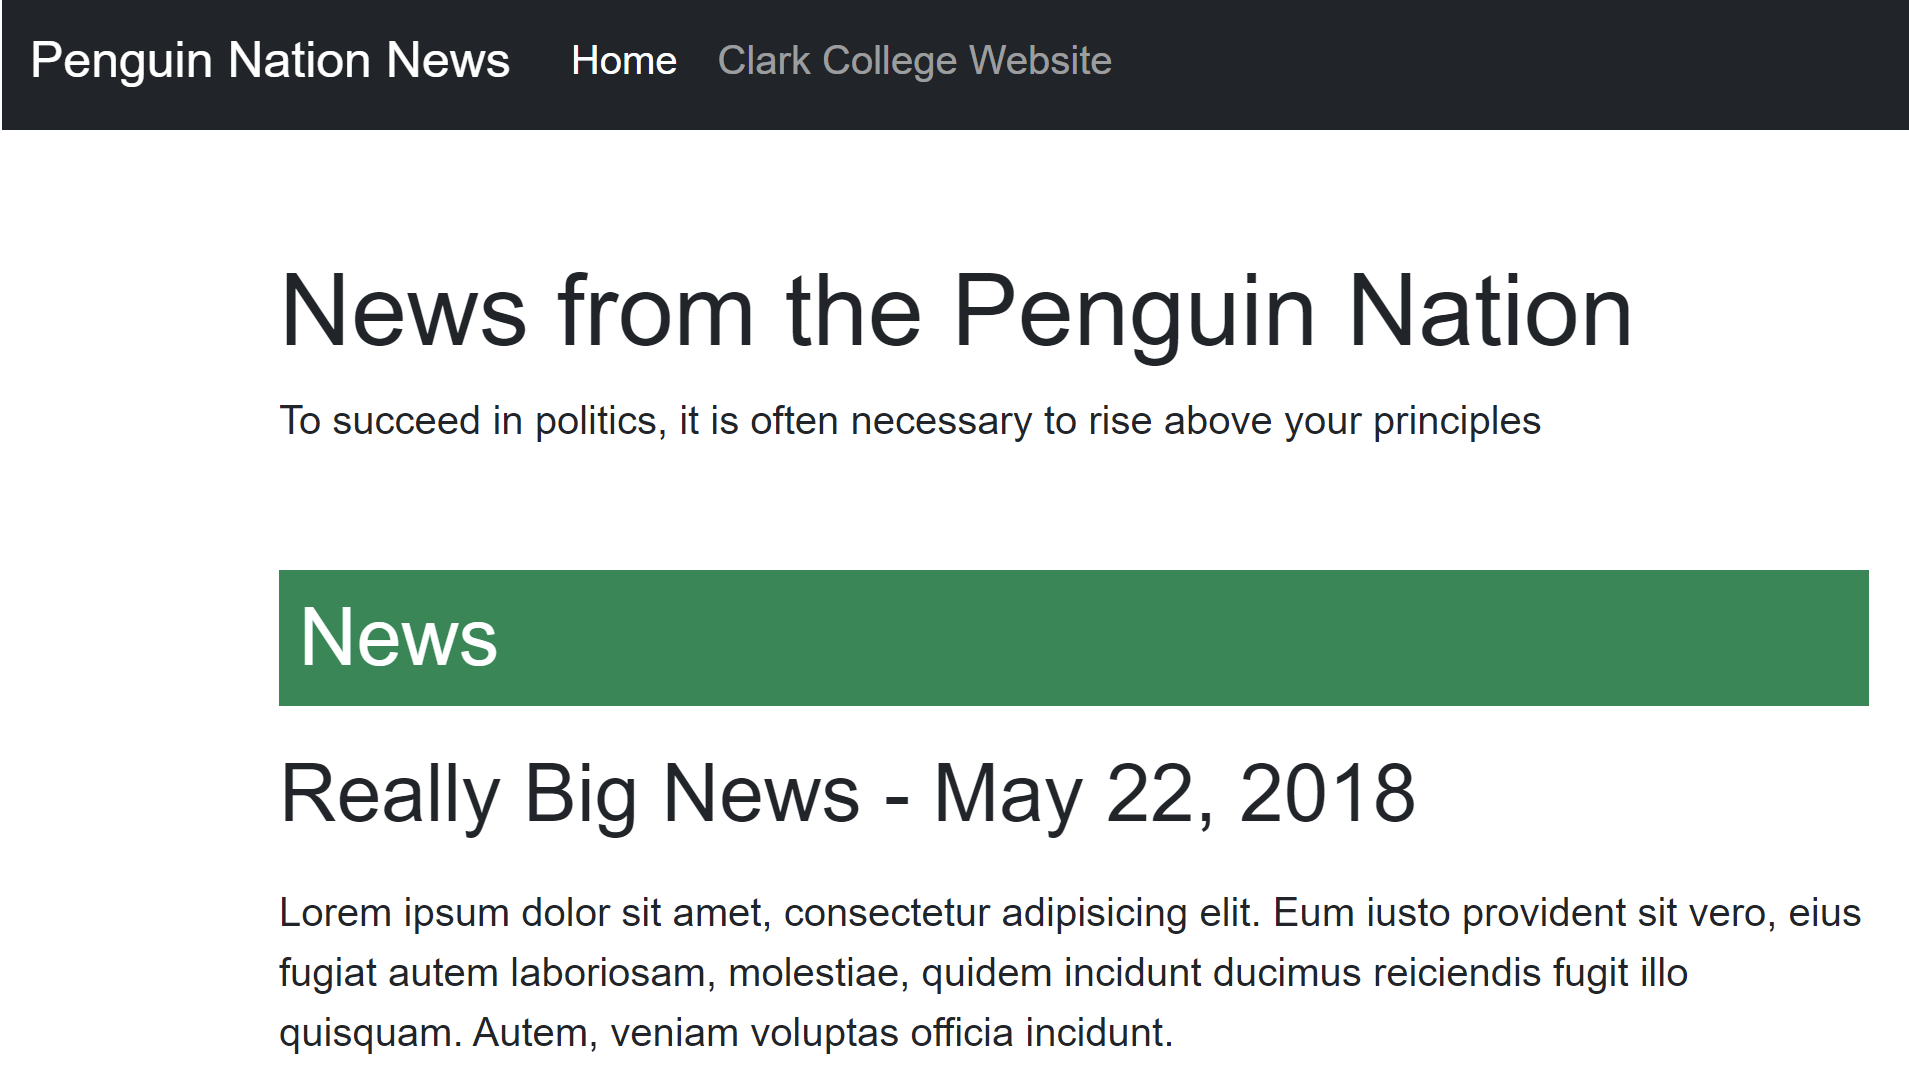 Penguin Nation News Home Clark College Website
News from the Penguin Nation
To succeed in politics, it is often necessary to rise above your principles
News
Really Big News - May 22, 2018
Lorem ipsum dolor sit amet, consectetur adipisicing elit. Eum iusto provident sit vero, eius
fugiat autem laboriosam, molestiae, quidem incidunt ducimus reiciendis fugit illo
quisquam. Autem, veniam voluptas officia incidunt.